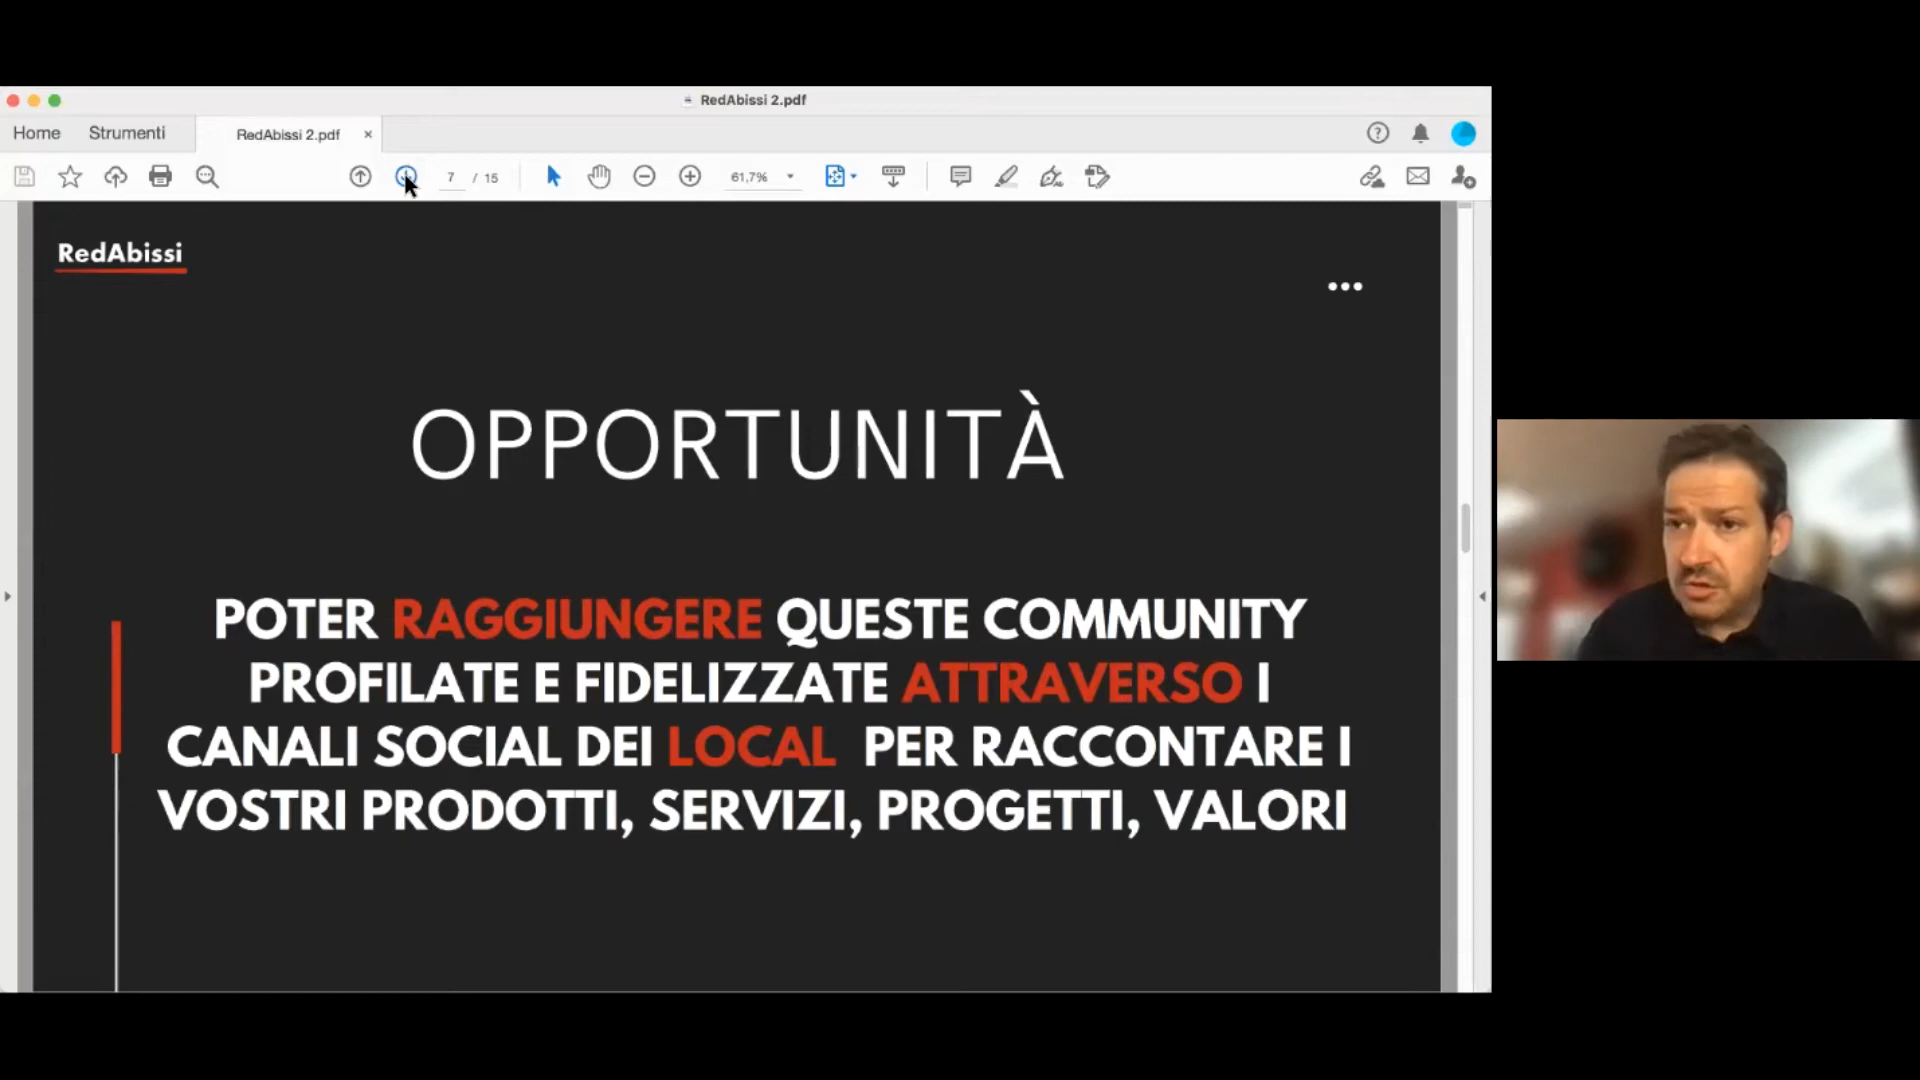 RedAbissi 2.pdf
Home
Strumenti
RedAbissi 2.pdf
7 / 15
61,7%
RedAbissi
OPPORTUNITÀ
POTER RAGGIUNGERE QUESTE COMMUNITY
PROFILATE E FIDELIZZATE ATTRAVERSO I
CANALI SOCIAL DEI LOCAL PER RACCONTARE I
VOSTRI PRODOTTI, SERVIZI, PROGETTI, VALORI